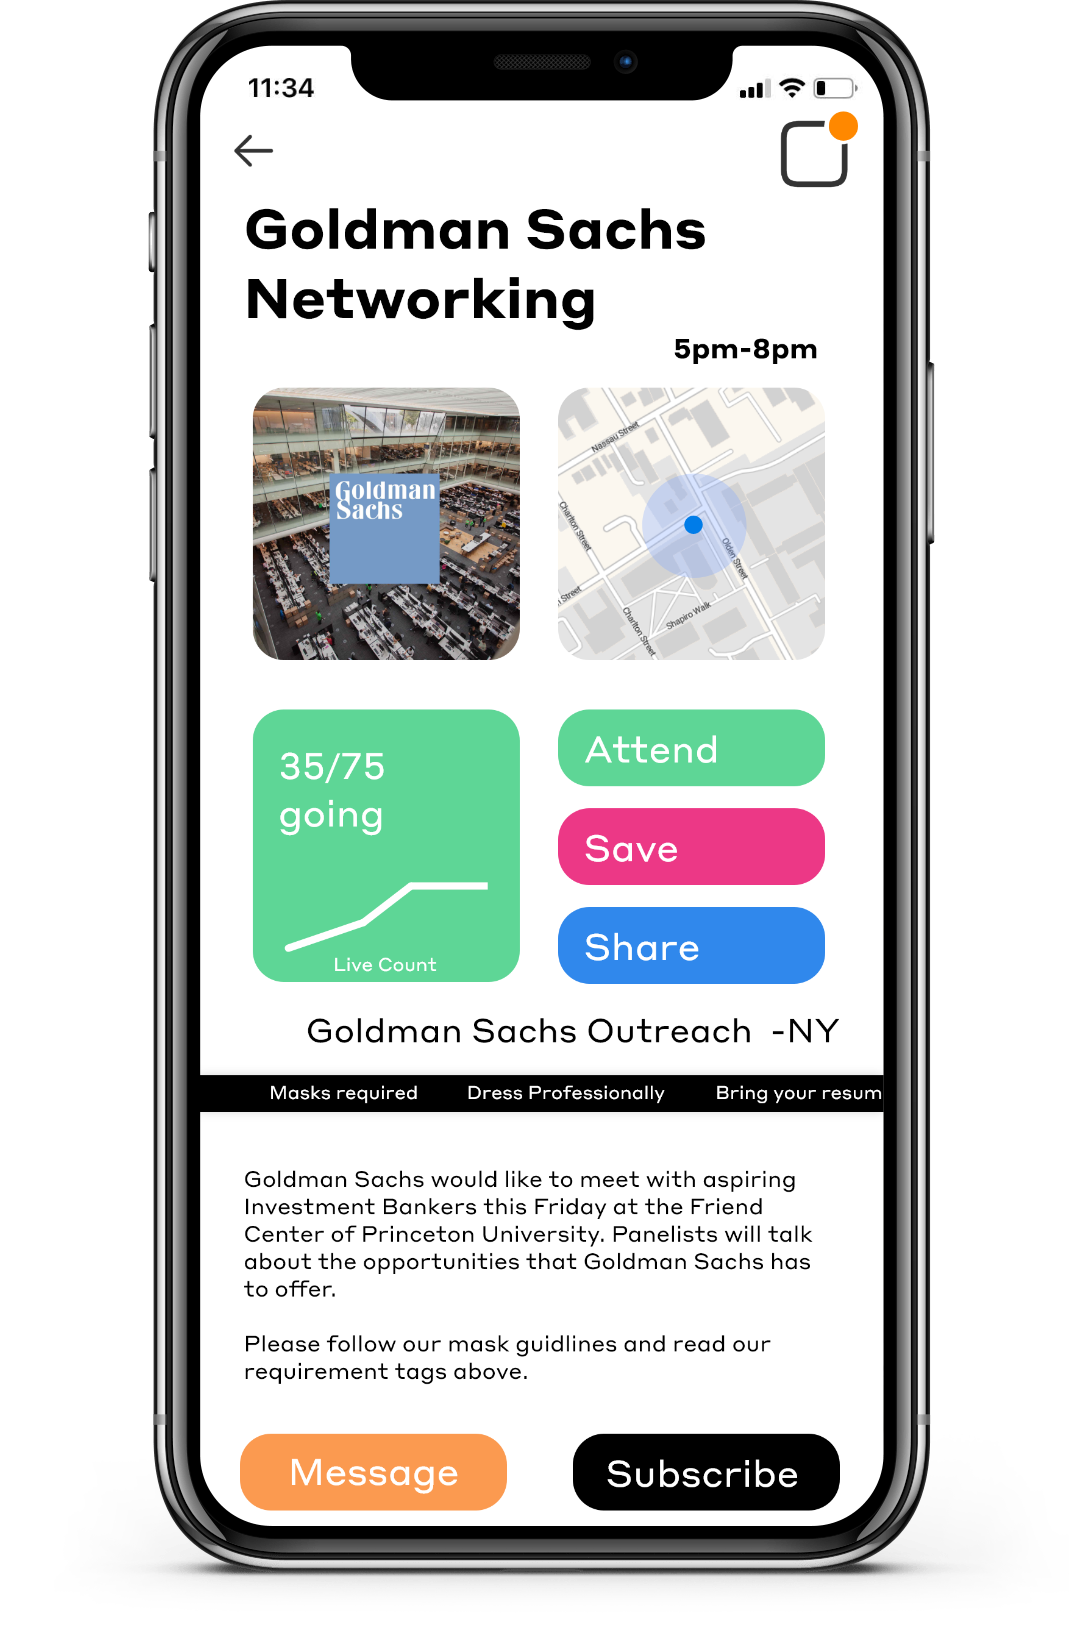 11:34
Goldman Sachs
Networking
5pm-8pm
Goldman
Sachs
Nassau Street
Charlton Street
Olden Street
Street
Charlton Street
Shapiro Walk
35/75
going
Live Count
Attend
Save
Share
Goldman Sachs Outreach -NY
Masks required Dress Professionally Bring your resum
Goldman Sachs would like to meet with aspiring
Investment Bankers this Friday at the Friend
Center of Princeton University. Panelists will talk
about the opportunities that Goldman Sachs has
to offer.
Please follow our mask guidlines and read our
requirement tags above.
Message
Subscribe